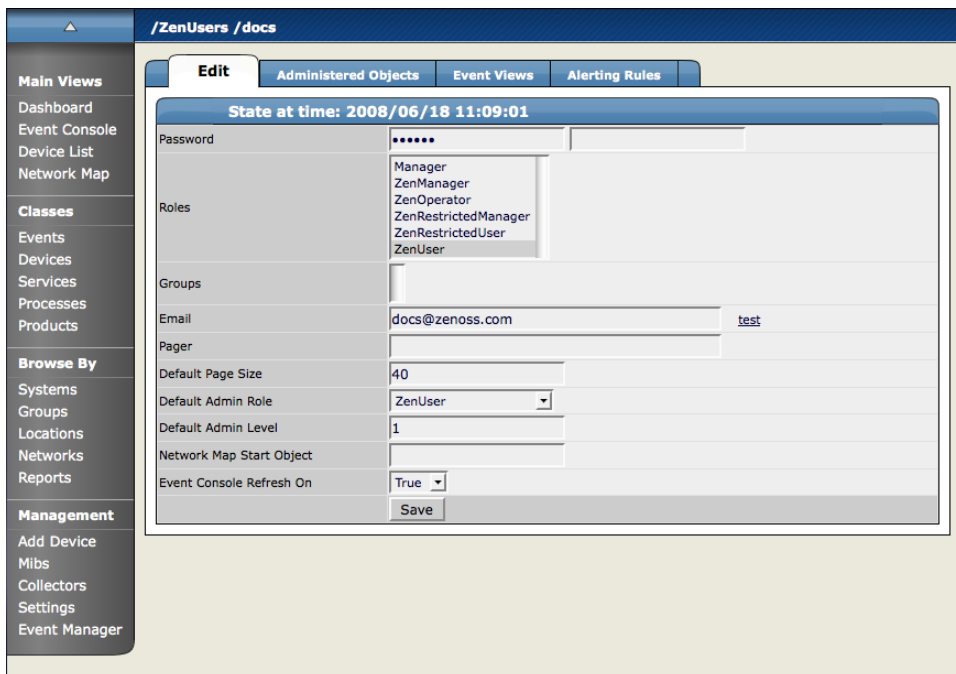 /ZenUsers /docs
Main Views
Dashboard
Event Console
Device List
Network Map
Classes
Events
Devices
Services
Processes
Products
Browse By
Systems
Groups
Locations
Networks
Reports
Management
Add Device
Mibs
Collectors
Settings
Event Manager
Edit Administered Objects Event Views Alerting Rules
State at time: 2008/06/18 11:09:01
Password ••••••
Roles
Manager
ZenManager
ZenOperator
ZenRestrictedManager
ZenRestrictedUser
ZenUser
Groups
Email docs@zenoss.com test
Pager
Default Page Size 40
Default Admin Role ZenUser
Default Admin Level 1
Network Map Start Object
Event Console Refresh On True
Save